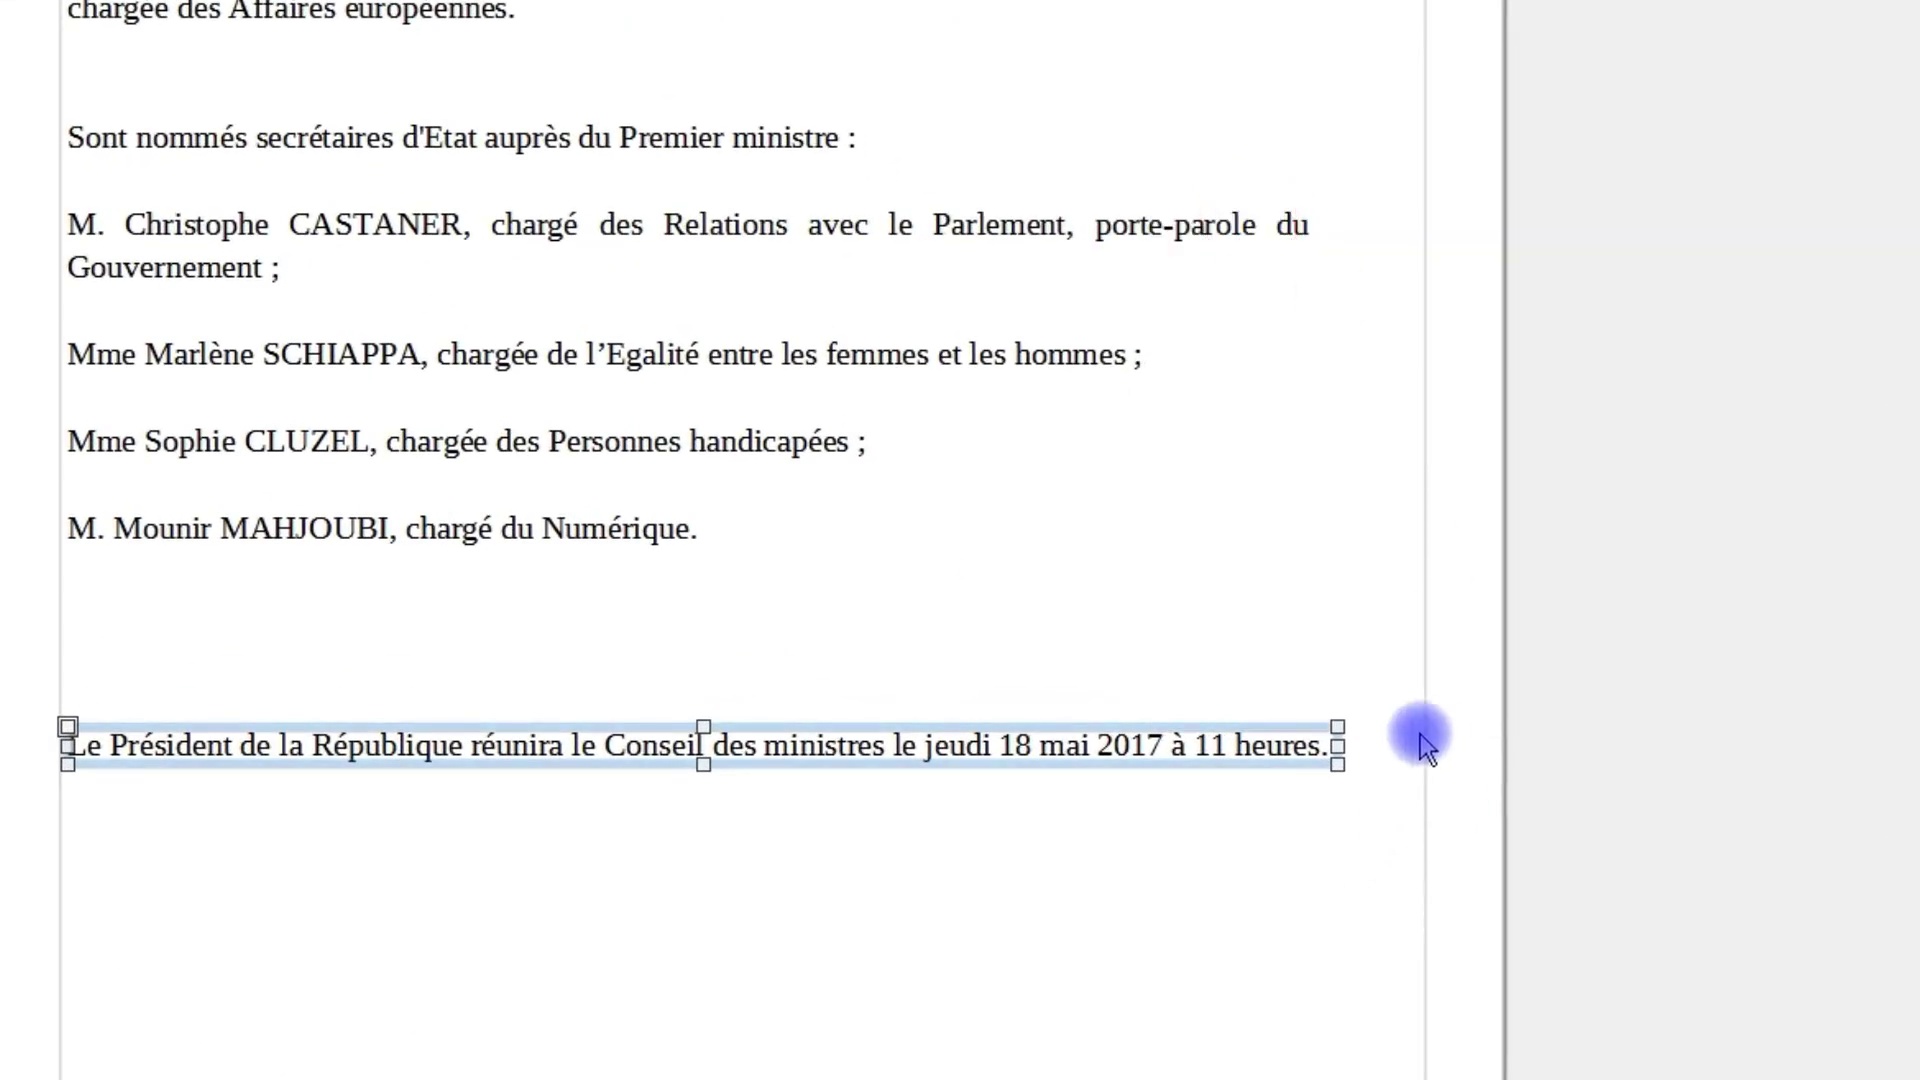 chargée des Affaires européennes.
Sont nommés secrétaires d'Etat auprès du Premier ministre :
M. Christophe CASTANER, chargé des Relations avec le Parlement, porte-parole du
Gouvernement ;
Mme Marlène SCHIAPPA, chargée de l’Egalité entre les femmes et les hommes ;
Mme Sophie CLUZEL, chargée des Personnes handicapées ;
M. Mounir MAHJOUBI, chargé du Numérique.
Le Président de la République réunira le Conseil des ministres le jeudi 18 mai 2017 à 11 heures.